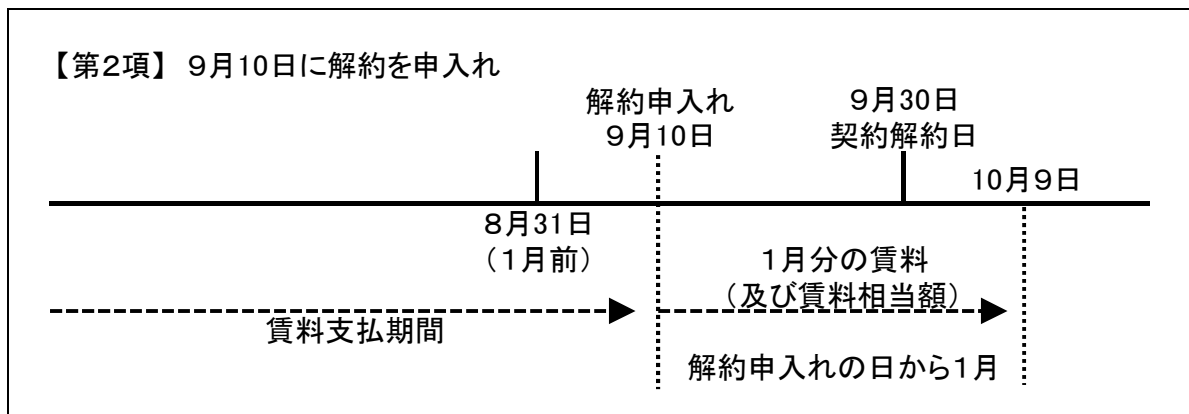 【第２項】 ９月10日に解約を申入れ
解約申入れ
９月10日
９月30日
契約解約日
10月９日
８月31日
（１月前）
１月分の賃料
（及び賃料相当額）
賃料支払期間
解約申入れの日から１月